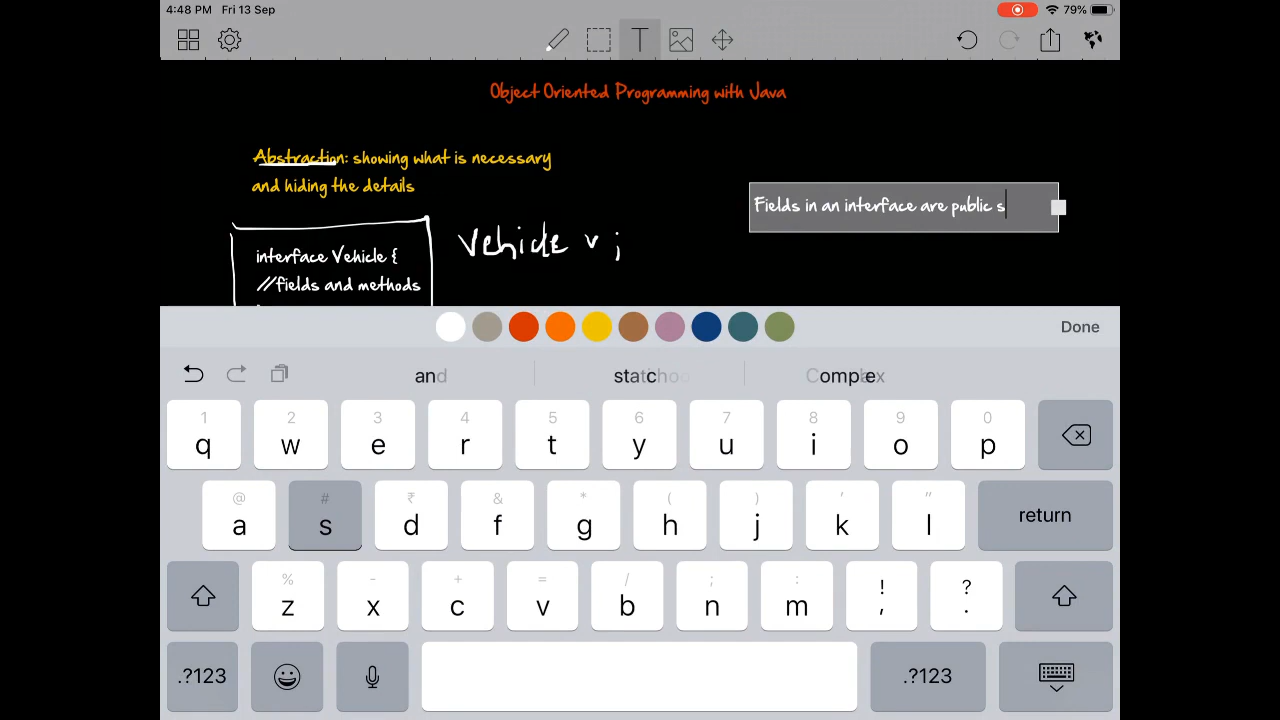 4:48 PM Fri 13 Sep
79%
T
Object Oriented Programming with Java
Abstraction: showing what is necessary
and hiding the details
Fields in an interface are public s
interface Vehicle {
//fields and methods
Vehicle v ;
Done
and
static
1 2 3 4 5 6 7 8 9 0
q w e r t y u i o p
@ # ₹ & * ( ) ' "
a s d f g h j k l return
% - + = / ; : ! ?
z x c v b n m , .
.?123 .?123